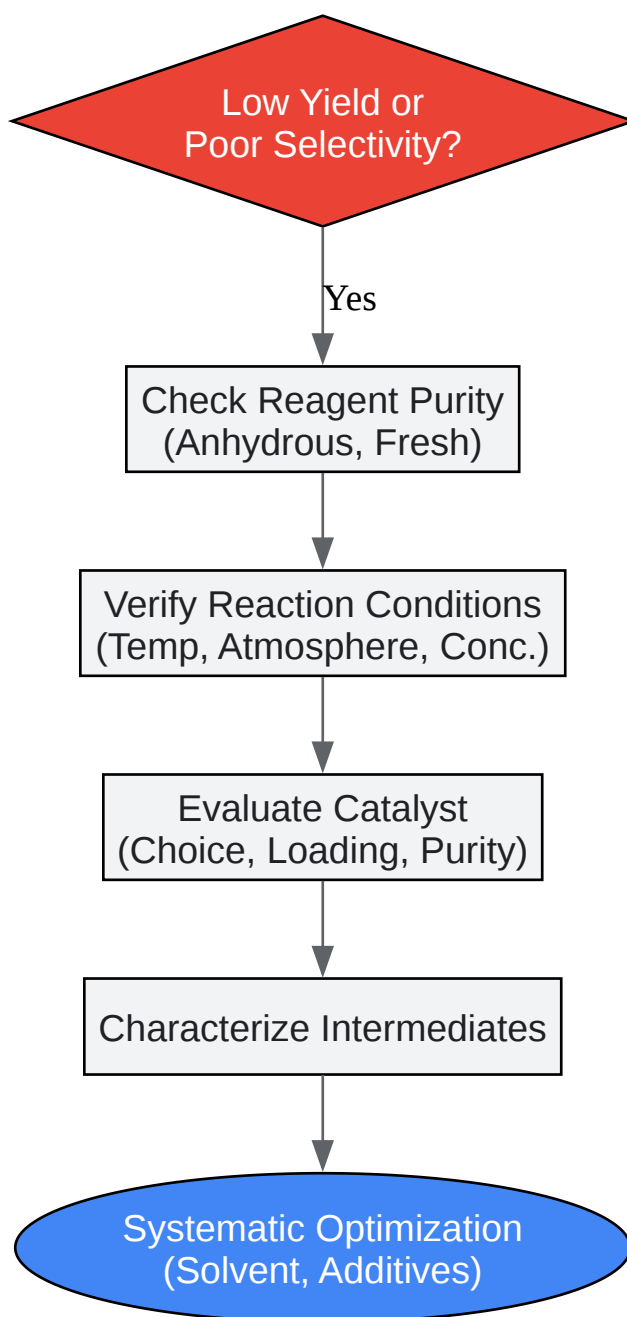 Low Yield or
Poor Selectivity?
Yes
Check Reagent Purity
(Anhydrous, Fresh)
Verify Reaction Conditions
(Temp, Atmosphere, Conc.)
Evaluate Catalyst
(Choice, Loading, Purity)
Characterize Intermediates
Systematic Optimization
(Solvent, Additives)